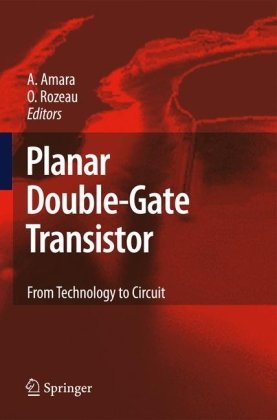 A. Amara
O. Rozeau
Editors
Planar
Double-Gate
Transistor
From Technology to Circuit
Springer